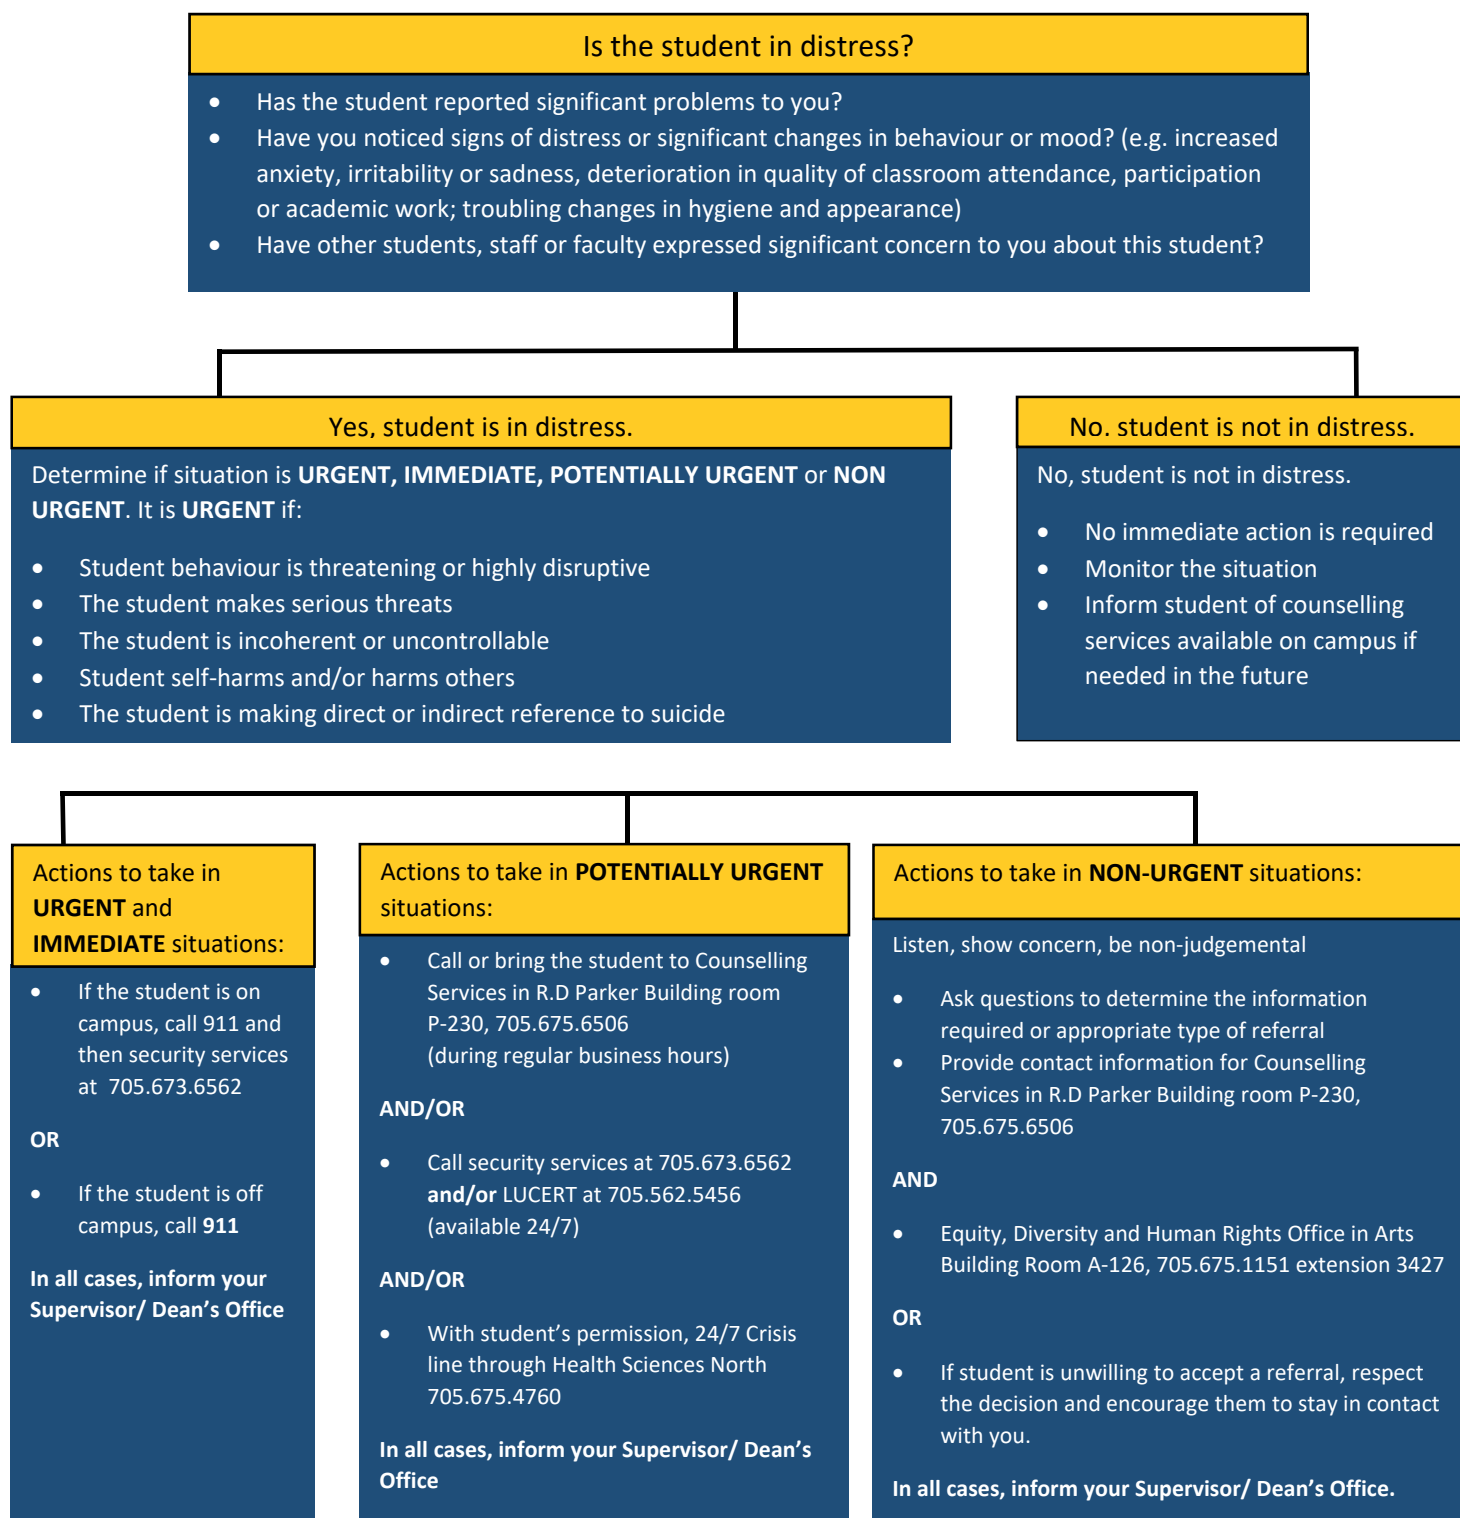 Is the student in distress?
• Has the student reported significant problems to you?
• Have you noticed signs of distress or significant changes in behaviour or mood? (e.g. increased
anxiety, irritability or sadness, deterioration in quality of classroom attendance, participation
or academic work; troubling changes in hygiene and appearance)
• Have other students, staff or faculty expressed significant concern to you about this student?
Yes, student is in distress.
Determine if situation is URGENT, IMMEDIATE, POTENTIALLY URGENT or NON
URGENT. It is URGENT if:
• Student behaviour is threatening or highly disruptive
• The student makes serious threats
• The student is incoherent or uncontrollable
• Student self-harms and/or harms others
• The student is making direct or indirect reference to suicide
No, student is not in distress.
No, student is not in distress.
• No immediate action is required
• Monitor the situation
• Inform student of counselling
services available on campus if
needed in the future
Actions to take in
URGENT and
IMMEDIATE situations:
• If the student is on
campus, call 911 and
then security services
at 705.673.6562
OR
• If the student is off
campus, call 911
In all cases, inform your
Supervisor/ Dean's Office
Actions to take in POTENTIALLY URGENT
situations:
• Call or bring the student to Counselling
Services in R.D Parker Building room
P-230, 705.675.6506
(during regular business hours)
AND/OR
• Call security services at 705.673.6562
and/or LUCERT at 705.562.5456
(available 24/7)
AND/OR
• With student's permission, 24/7 Crisis
line through Health Sciences North
705.675.4760
In all cases, inform your Supervisor/ Dean's
Office
Actions to take in NON-URGENT situations:
Listen, show concern, be non-judgemental
• Ask questions to determine the information
required or appropriate type of referral
• Provide contact information for Counselling
Services in R.D Parker Building room P-230,
705.675.6506
AND
• Equity, Diversity and Human Rights Office in Arts
Building Room A-126, 705.675.1151 extension 3427
OR
• If student is unwilling to accept a referral, respect
the decision and encourage them to stay in contact
with you.
In all cases, inform your Supervisor/ Dean's Office.